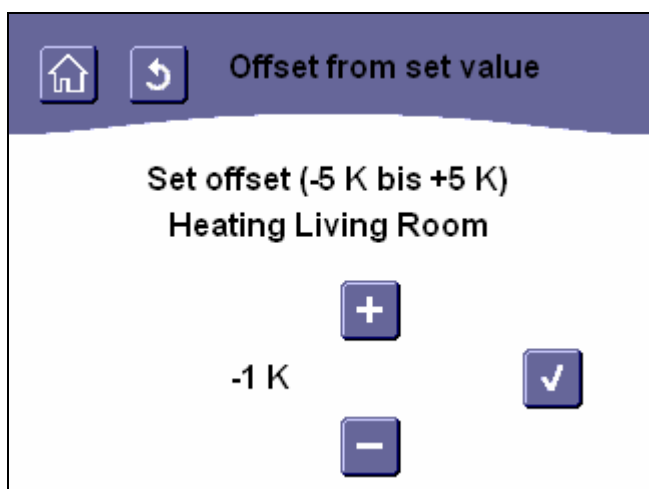 Offset from set value
Set offset (-5 K bis +5 K)
Heating Living Room
-1 K